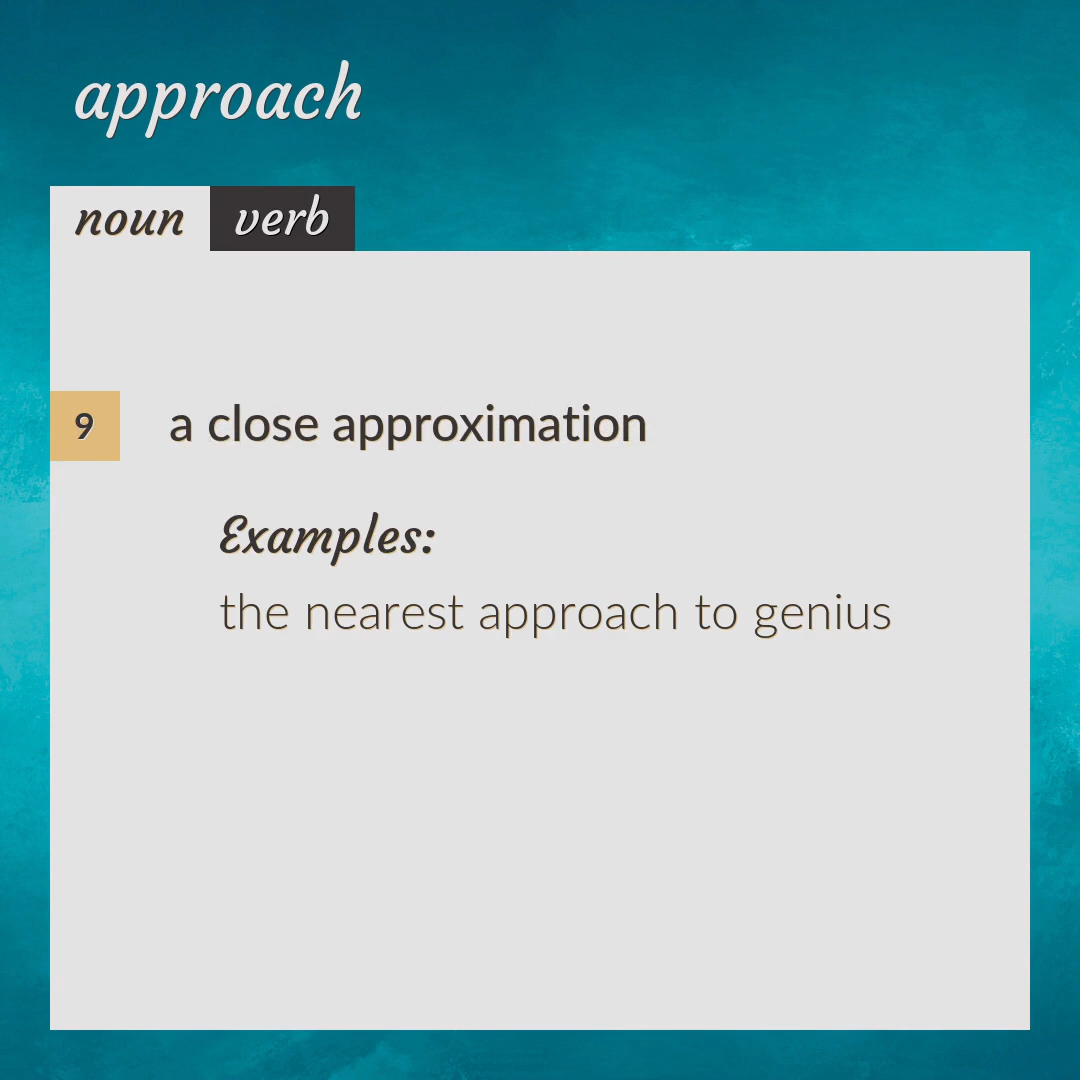 approach
noun verb
9 a close approximation
Examples:
the nearest approach to genius